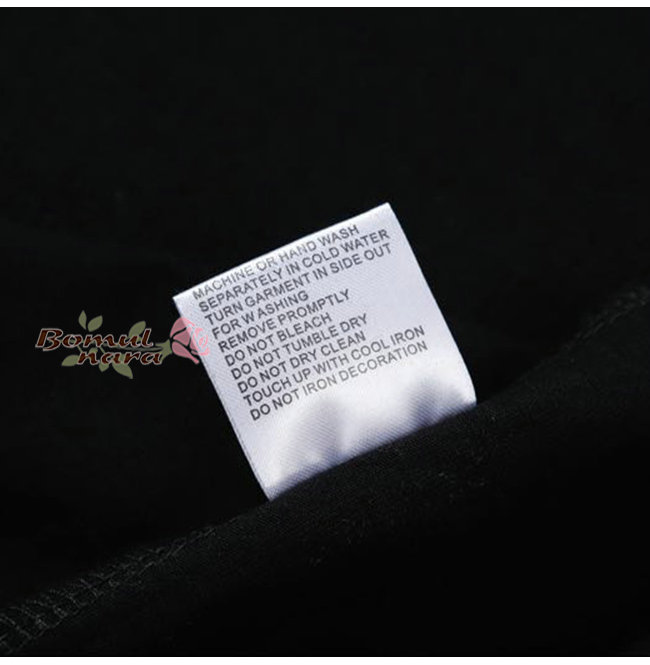 MACHINE OR HAND WASH
SEPARATELY IN COLD WATER
TURN GARMENT IN SIDE OUT
FOR WASHING
REMOVE PROMPTLY
DO NOT BLEACH
DO NOT TUMBLE DRY
DO NOT DRY CLEAN
TOUCH UP WITH COOL IRON
DO NOT IRON DECORATION
Bomul
nara